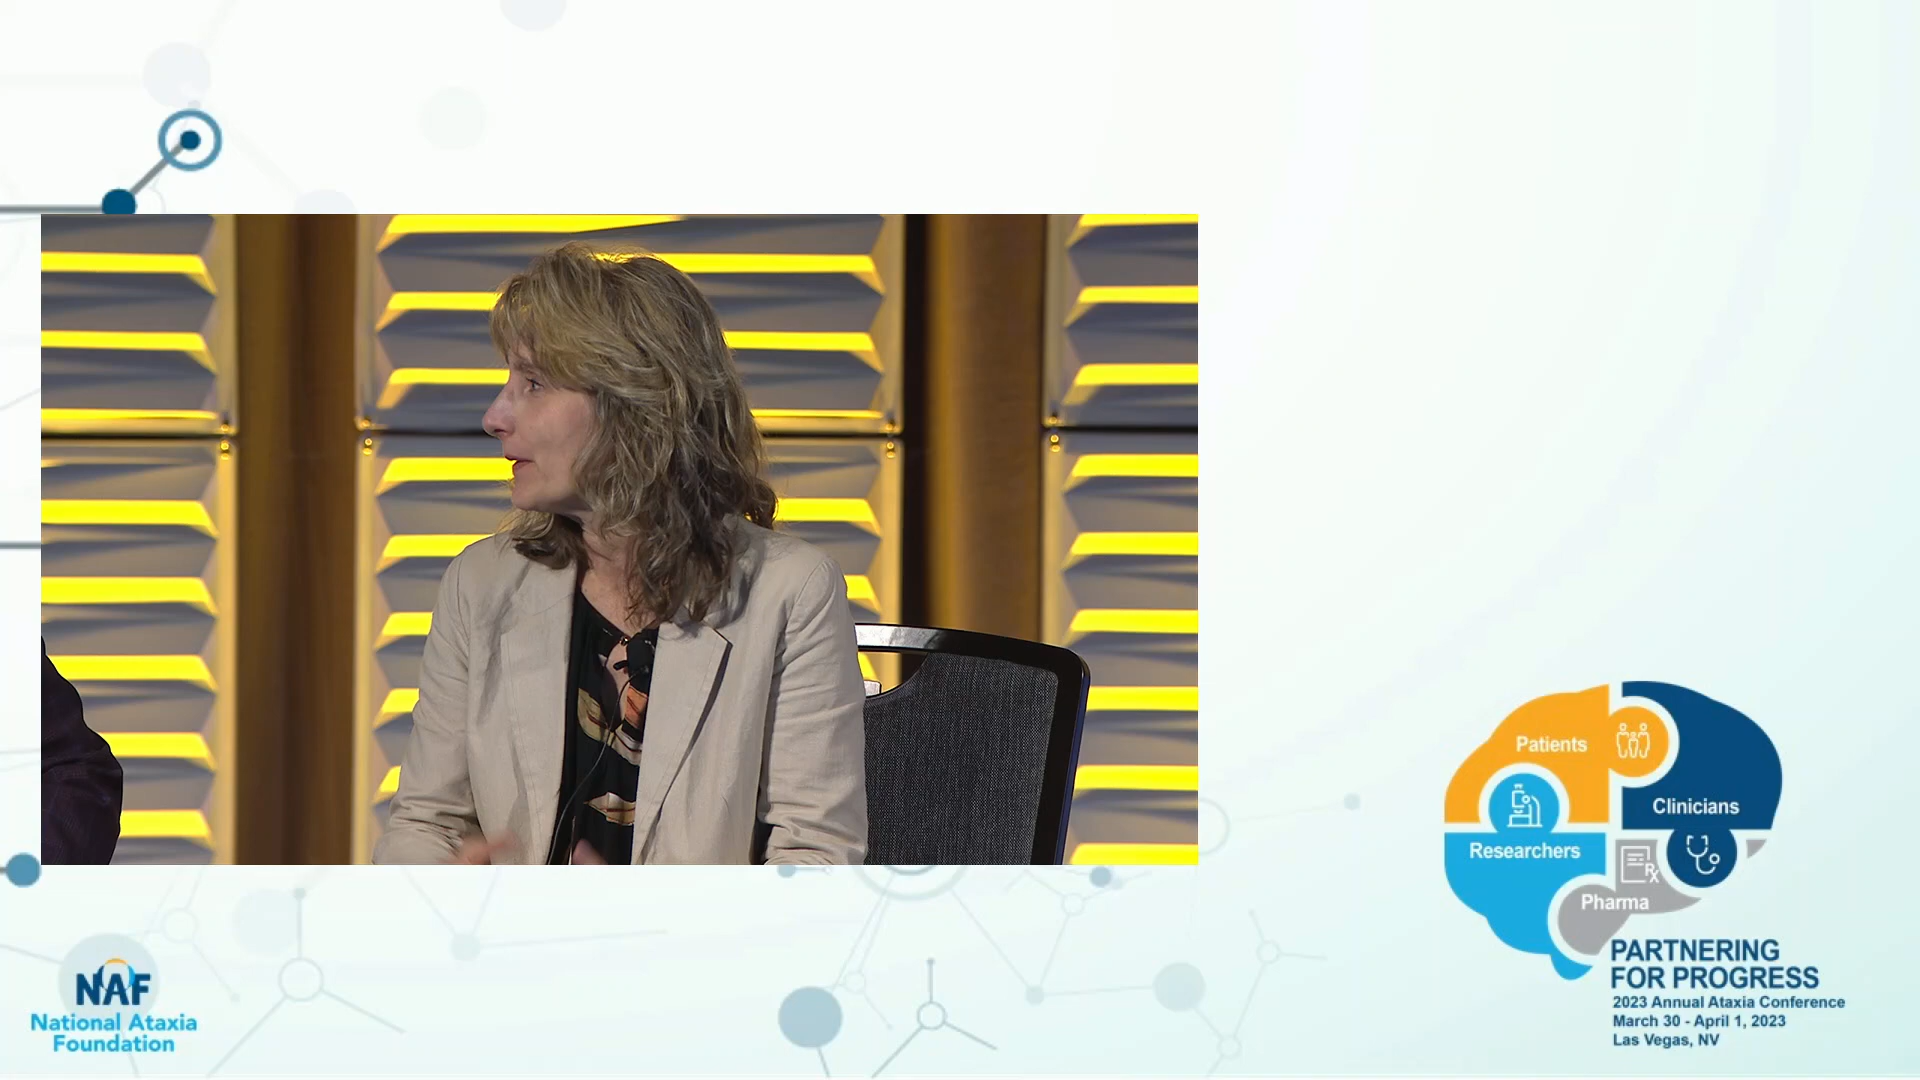 Patients
Clinicians
Researchers
Rx
Pharma
PARTNERING
FOR PROGRESS
2023 Annual Ataxia Conference
March 30 - April 1, 2023
Las Vegas, NV
NAF
National Ataxia
Foundation